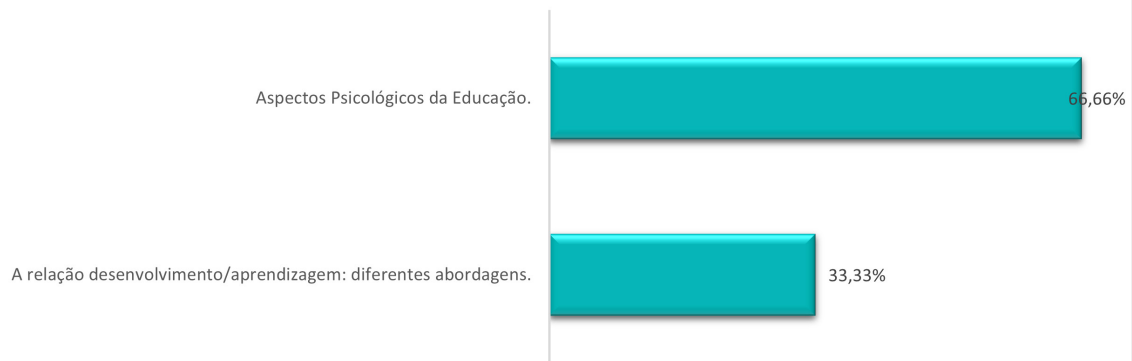 Aspectos Psicológicos da Educação.
66,66%
A relação desenvolvimento/aprendizagem: diferentes abordagens.
33,33%